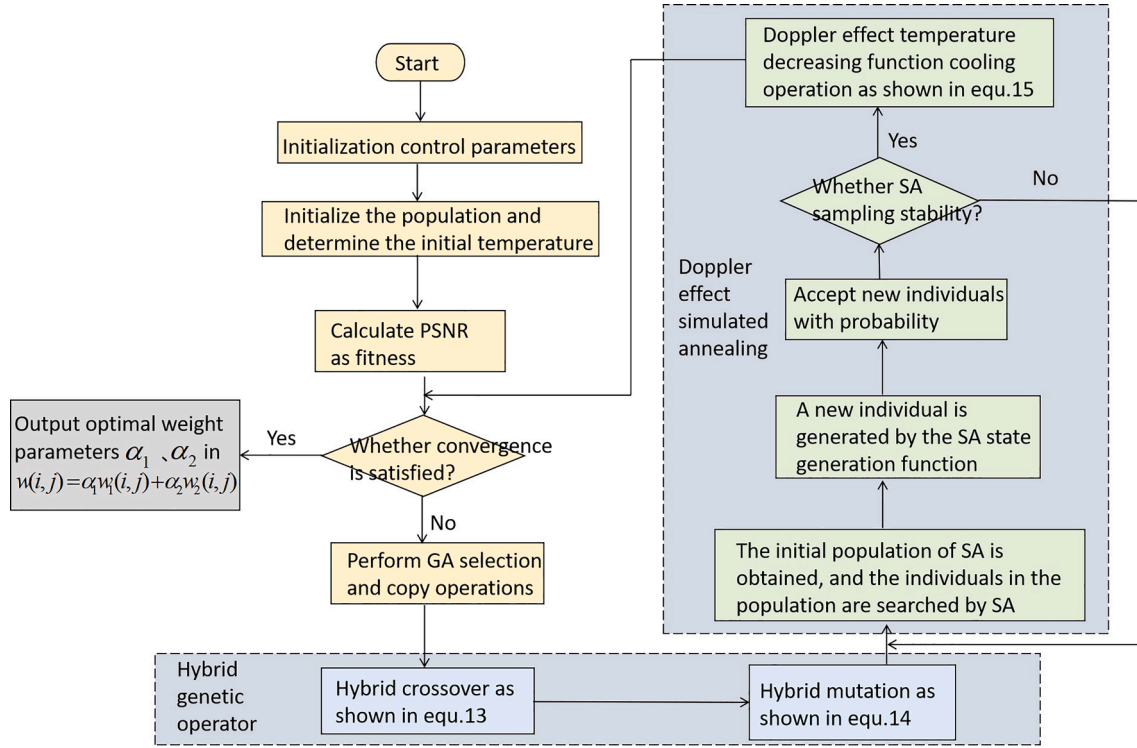 Start
Initialization control parameters
Initialize the population and
determine the initial temperature
Calculate PSNR
as fitness
Whether convergence
is satisfied?
Yes
Output optimal weight
parameters α₁ 、α₂ in
w(i, j)=α₁w₁(i, j)+α₂w₂(i, j)
No
Perform GA selection
and copy operations
Hybrid
genetic
operator
Hybrid crossover as
shown in equ.13
Hybrid mutation as
shown in equ.14
The initial population of SA is
obtained, and the individuals in the
population are searched by SA
A new individual is
generated by the SA state
generation function
Accept new individuals
with probability
Doppler
effect
simulated
annealing
Whether SA
sampling stability?
No
Yes
Doppler effect temperature
decreasing function cooling
operation as shown in equ.15